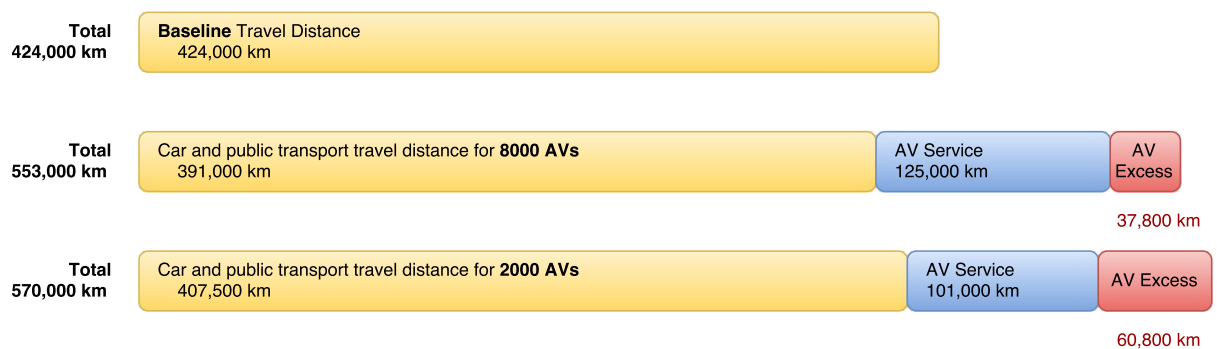 Total
424,000 km
Baseline Travel Distance
424,000 km
Total
553,000 km
Car and public transport travel distance for 8000 AVs
391,000 km
AV Service
125,000 km
AV
Excess
37,800 km
Total
570,000 km
Car and public transport travel distance for 2000 AVs
407,500 km
AV Service
101,000 km
AV Excess
60,800 km